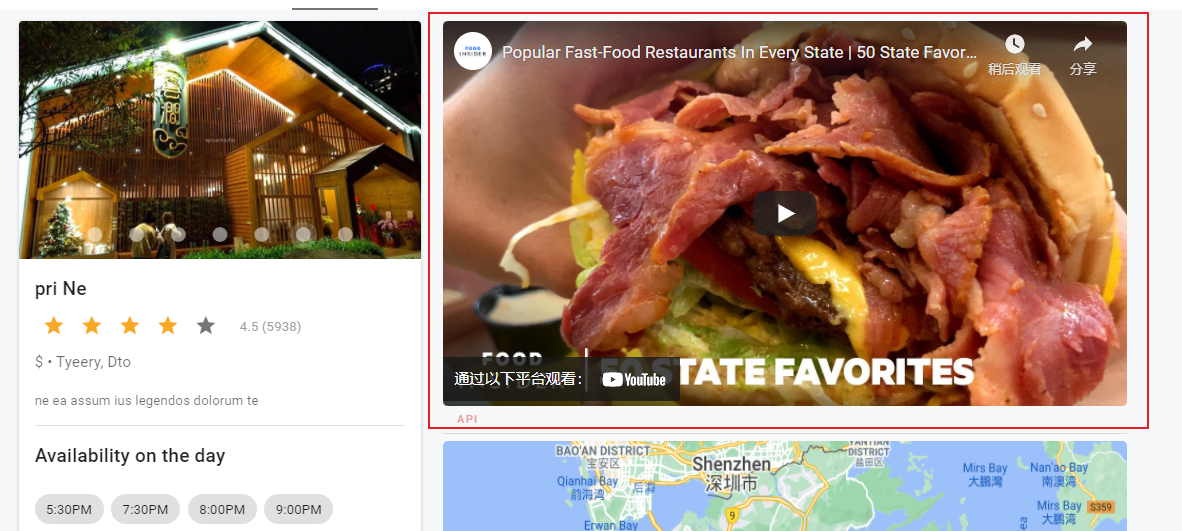 pri Ne
4.5 (5938)
$ • Tyeery, Dto
ne ea assum ius legendos dolorum te
Availability on the day
5:30PM
7:30PM
8:00PM
9:00PM
FOOD
INSIDER
Popular Fast-Food Restaurants In Every State | 50 State Favor...
稍后观看
分享
FOOD
50 STATE FAVORITES
通过以下平台观看：
YouTube
API
BAO'AN DISTRICT
宝安区
Shenzhen
深圳市
YANTIAN
DISTRICT
盐田区
Qianhai Bay
前海湾
后海
Mirs Bay
大鵬灣
Nan'ao Bay
南澳湾
Mirs Bay
大鹏湾
S359
9
Erwan Bay